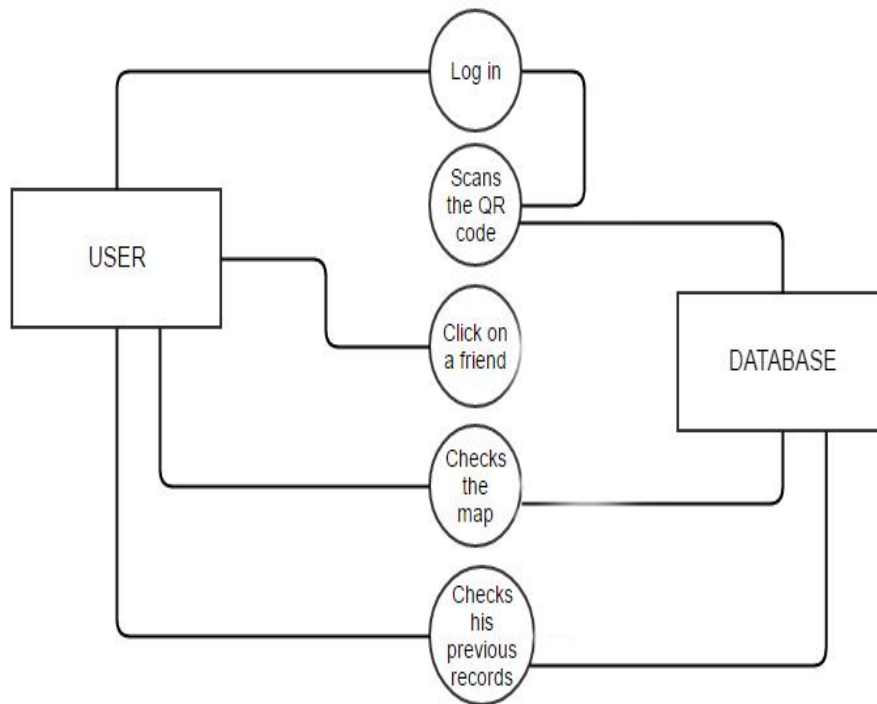 Log in
Scans
the QR
code
USER
Click on
a friend
DATABASE
Checks
the
map
Checks
his
previous
records